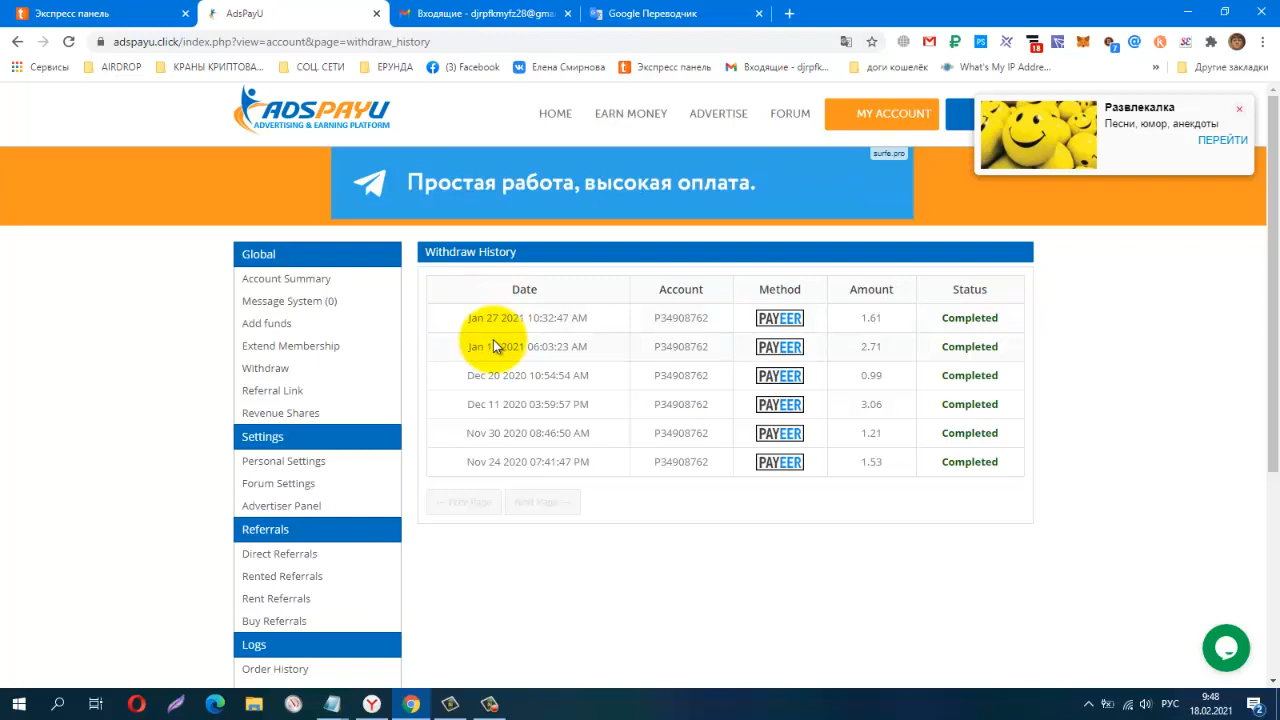 Экспресс панель
AdsPayU
Входящие - djrpfkmyfz28@gma
Google Переводчик
adspayu.click/index.php?view=account&page=withdraw_history
18
7
Сервисы
AIRDROP
КРАНЫ КРИПТОВА...
СОЦ. СЕТИ
ЕРУНДА
(3) Facebook
Елена Смирнова
Экспресс панель
Входящие - djrpfk...
доги кошелёк
What's My IP Addre...
»
Другие закладки
ADSPAYU
ADVERTISING & EARNING PLATFORM
HOME
EARN MONEY
ADVERTISE
FORUM
MY ACCOUNT
Развлекалка
Песни, юмор, анекдоты
ПЕРЕЙТИ
surfe.pro
Простая работа, высокая оплата.
Global
Account Summary
Message System (0)
Add funds
Extend Membership
Withdraw
Referral Link
Revenue Shares
Settings
Personal Settings
Forum Settings
Advertiser Panel
Referrals
Direct Referrals
Rented Referrals
Rent Referrals
Buy Referrals
Logs
Order History
Withdraw History
Date Account Method Amount Status
Jan 27 2021 10:32:47 AM P34908762 PAYEER 1.61 Completed
Jan 2021 06:03:23 AM P34908762 PAYEER 2.71 Completed
Dec 20 2020 10:54:54 AM P34908762 PAYEER 0.99 Completed
Dec 11 2020 03:59:57 PM P34908762 PAYEER 3.06 Completed
Nov 30 2020 08:46:50 AM P34908762 PAYEER 1.21 Completed
Nov 24 2020 07:41:47 PM P34908762 PAYEER 1.53 Completed
← Prev Page
Next Page →
РУС
9:48
18.02.2021
2